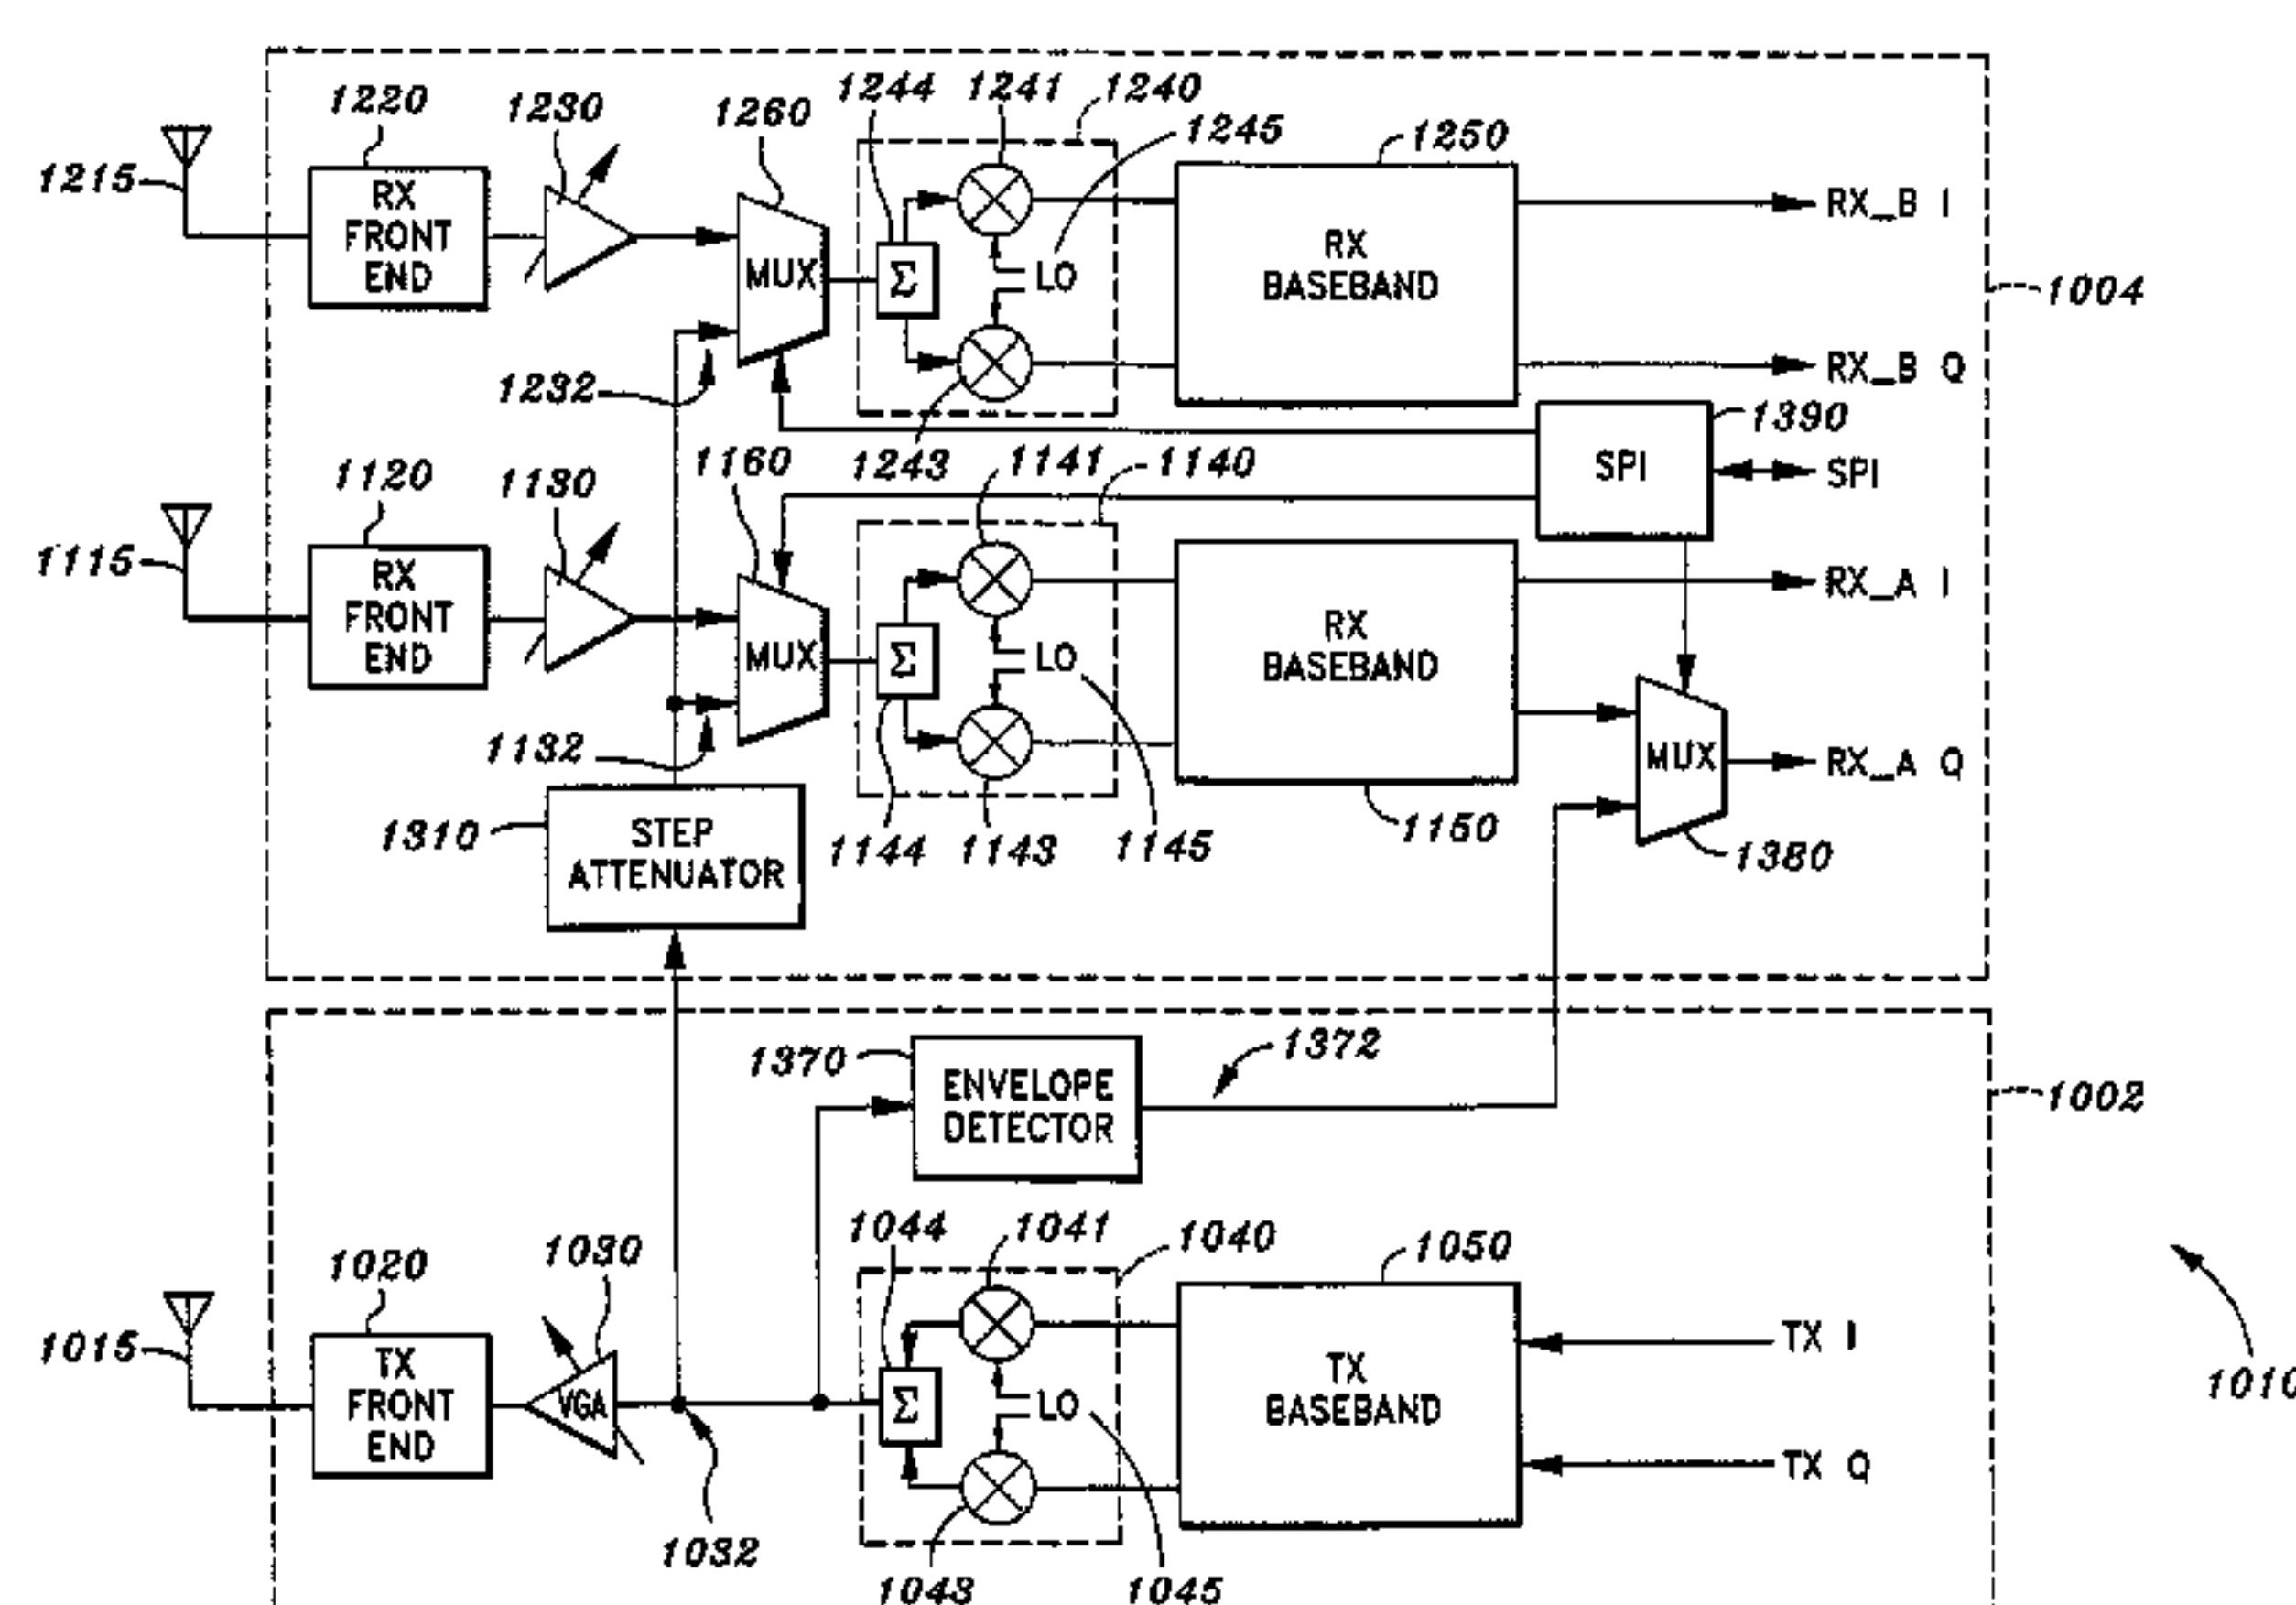 1244 1241 1240
1220 1230 1260 1245 1250
1215
RX FRONT END
MUX
Σ
LO
RX BASEBAND
RX_B I
1004
1232
RX_B Q
1390
1160 1243 1141 1140
SPI
SPI
1120 1130
1115
RX FRONT END
MUX
Σ
LO
RX BASEBAND
RX_A I
1132
MUX
RX_A Q
1310
STEP ATTENUATOR
1144 1143 1145 1150 1380
1370
ENVELOPE DETECTOR
1372
1002
1044 1041 1040 1050
1020 1030
1015
TX FRONT END
VGA
Σ
LO
TX BASEBAND
TX I
TX Q
1010
1032
1043 1045